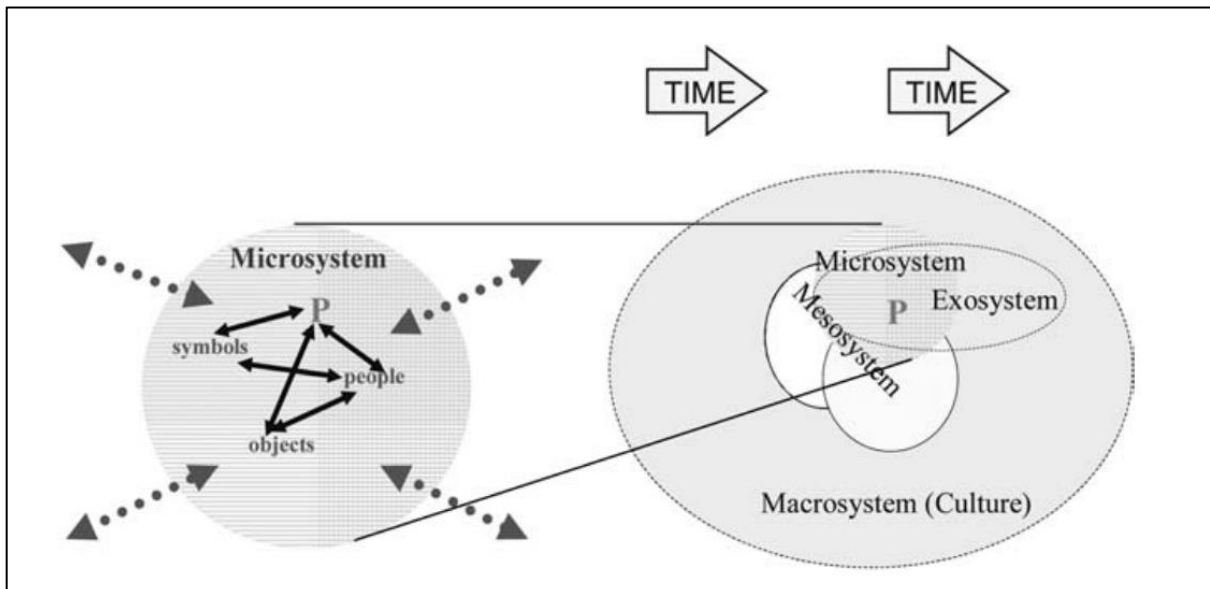 TIME TIME
Microsystem
P
symbols
people
objects
Microsystem
Exosystem
P
Mesosystem
Macrosystem (Culture)